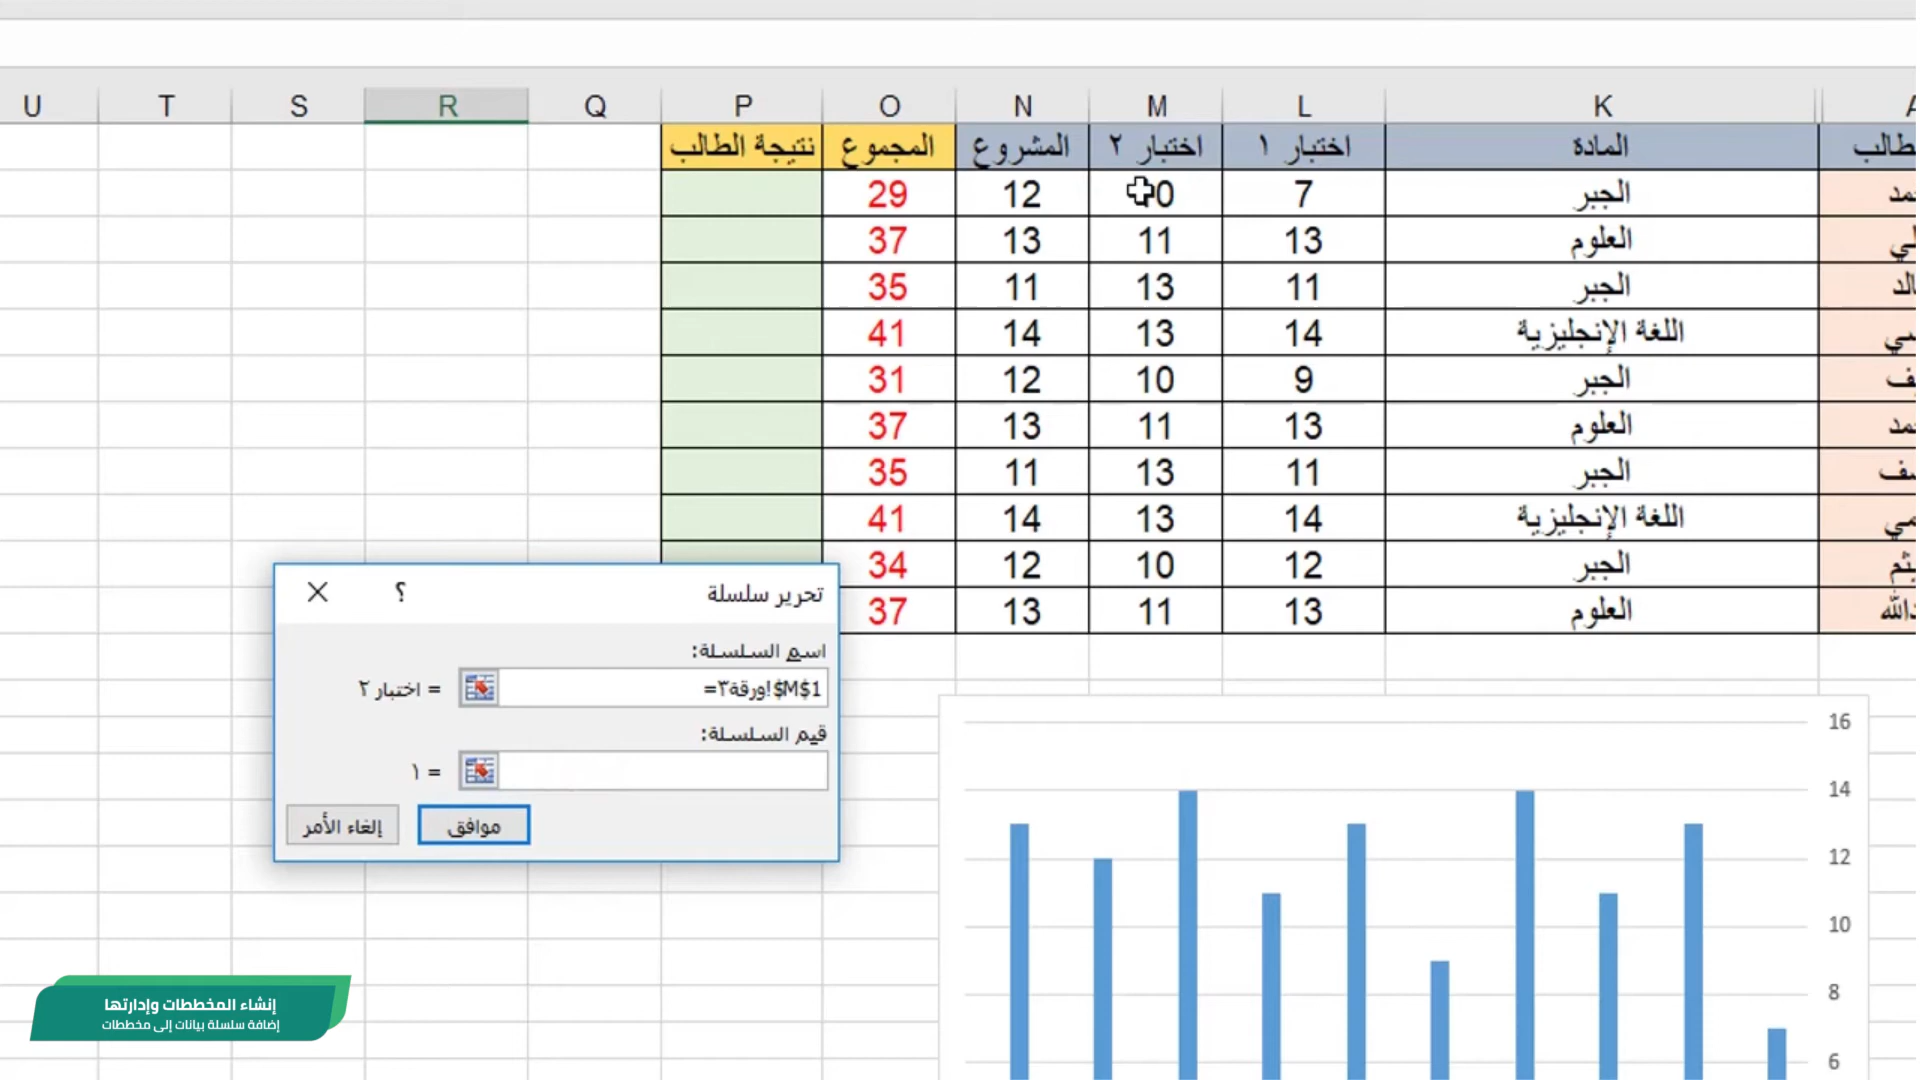 U T S R Q P O N M L K
المادة اختبار ١ اختبار ٢ المشروع المجموع نتيجة الطالب
الجبر 7 0 12 29
العلوم 13 11 13 37
الجبر 11 13 11 35
اللغة الإنجليزية 14 13 14 41
الجبر 9 10 12 31
العلوم 13 11 13 37
الجبر 11 13 11 35
اللغة الإنجليزية 14 13 14 41
الجبر 12 10 12 34
العلوم 13 11 13 37
تحرير سلسلة ؟
اسم السلسلة:
=ورقة٣!$M$1 = اختبار ٢
قيم السلسلة:
= ١
موافق إلغاء الأمر
16
14
12
10
8
6
إنشاء المخططات وإدارتها
إضافة سلسلة بيانات إلى مخططات